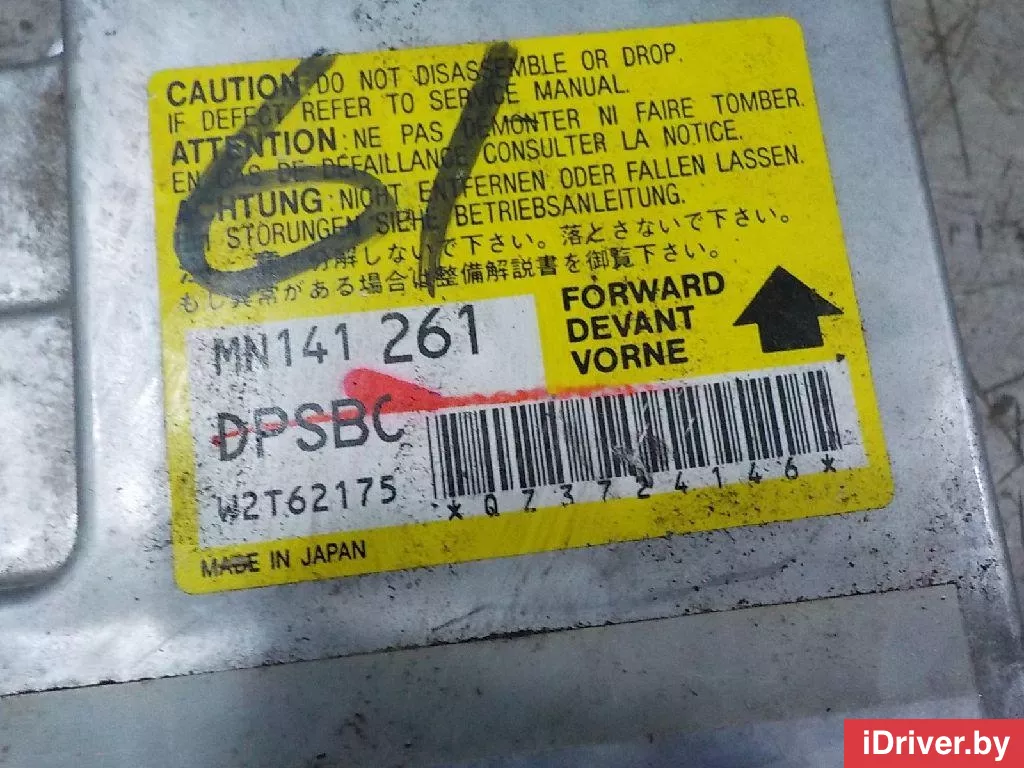 61
CAUTION: DO NOT DISASSEMBLE OR DROP.
IF DEFECT REFER TO SERVICE MANUAL.
ATTENTION: NE PAS DEMONTER NI FAIRE TOMBER.
EN CAS DE DÉFAILLANCE CONSULTER LA NOTICE.
ACHTUNG: NICHT ENTFERNEN ODER FALLEN LASSEN.
BEI STÖRUNGEN SIEHE BETRIEBSANLEITUNG.
分解しないで下さい。落とさないで下さい。
もし異常がある場合は整備解説書を御覧下さい。
FORWARD
DEVANT
VORNE
MN141 261
DPSBC
W2T62175
*QZ3724146*
MADE IN JAPAN
iDriver.by